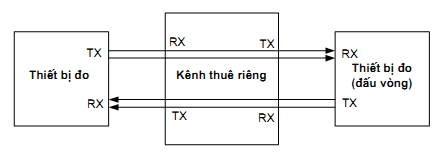 TX
RX
TX
RX
Thiết bị đo
Kênh thuê riêng
Thiết bị đo
(đấu vòng)
RX
TX
RX
TX